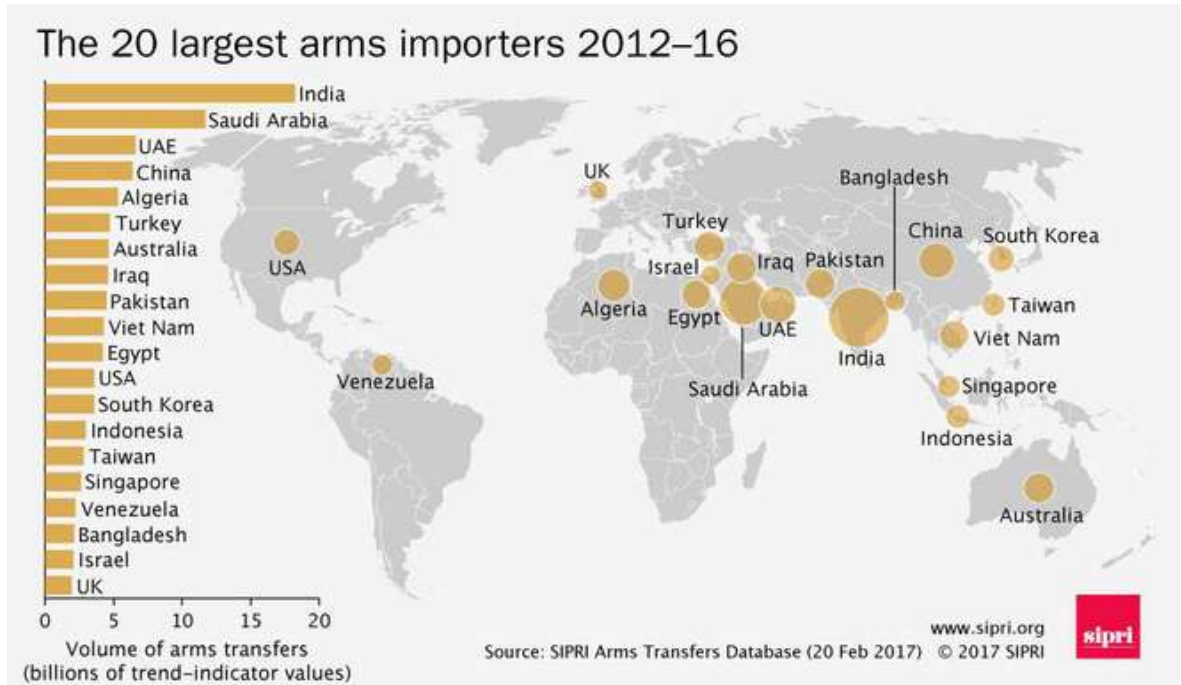 The 20 largest arms importers 2012–16
India
Saudi Arabia
UAE
China
Algeria
Turkey
Australia
Iraq
Pakistan
Viet Nam
Egypt
USA
South Korea
Indonesia
Taiwan
Singapore
Venezuela
Bangladesh
Israel
UK
0 5 10 15 20
Volume of arms transfers
(billions of trend–indicator values)
UK
Bangladesh
Turkey
China
South Korea
USA
Israel
Iraq
Pakistan
Algeria
Egypt
UAE
Taiwan
Viet Nam
India
Venezuela
Saudi Arabia
Singapore
Indonesia
Australia
www.sipri.org
Source: SIPRI Arms Transfers Database (20 Feb 2017) © 2017 SIPRI
sipri